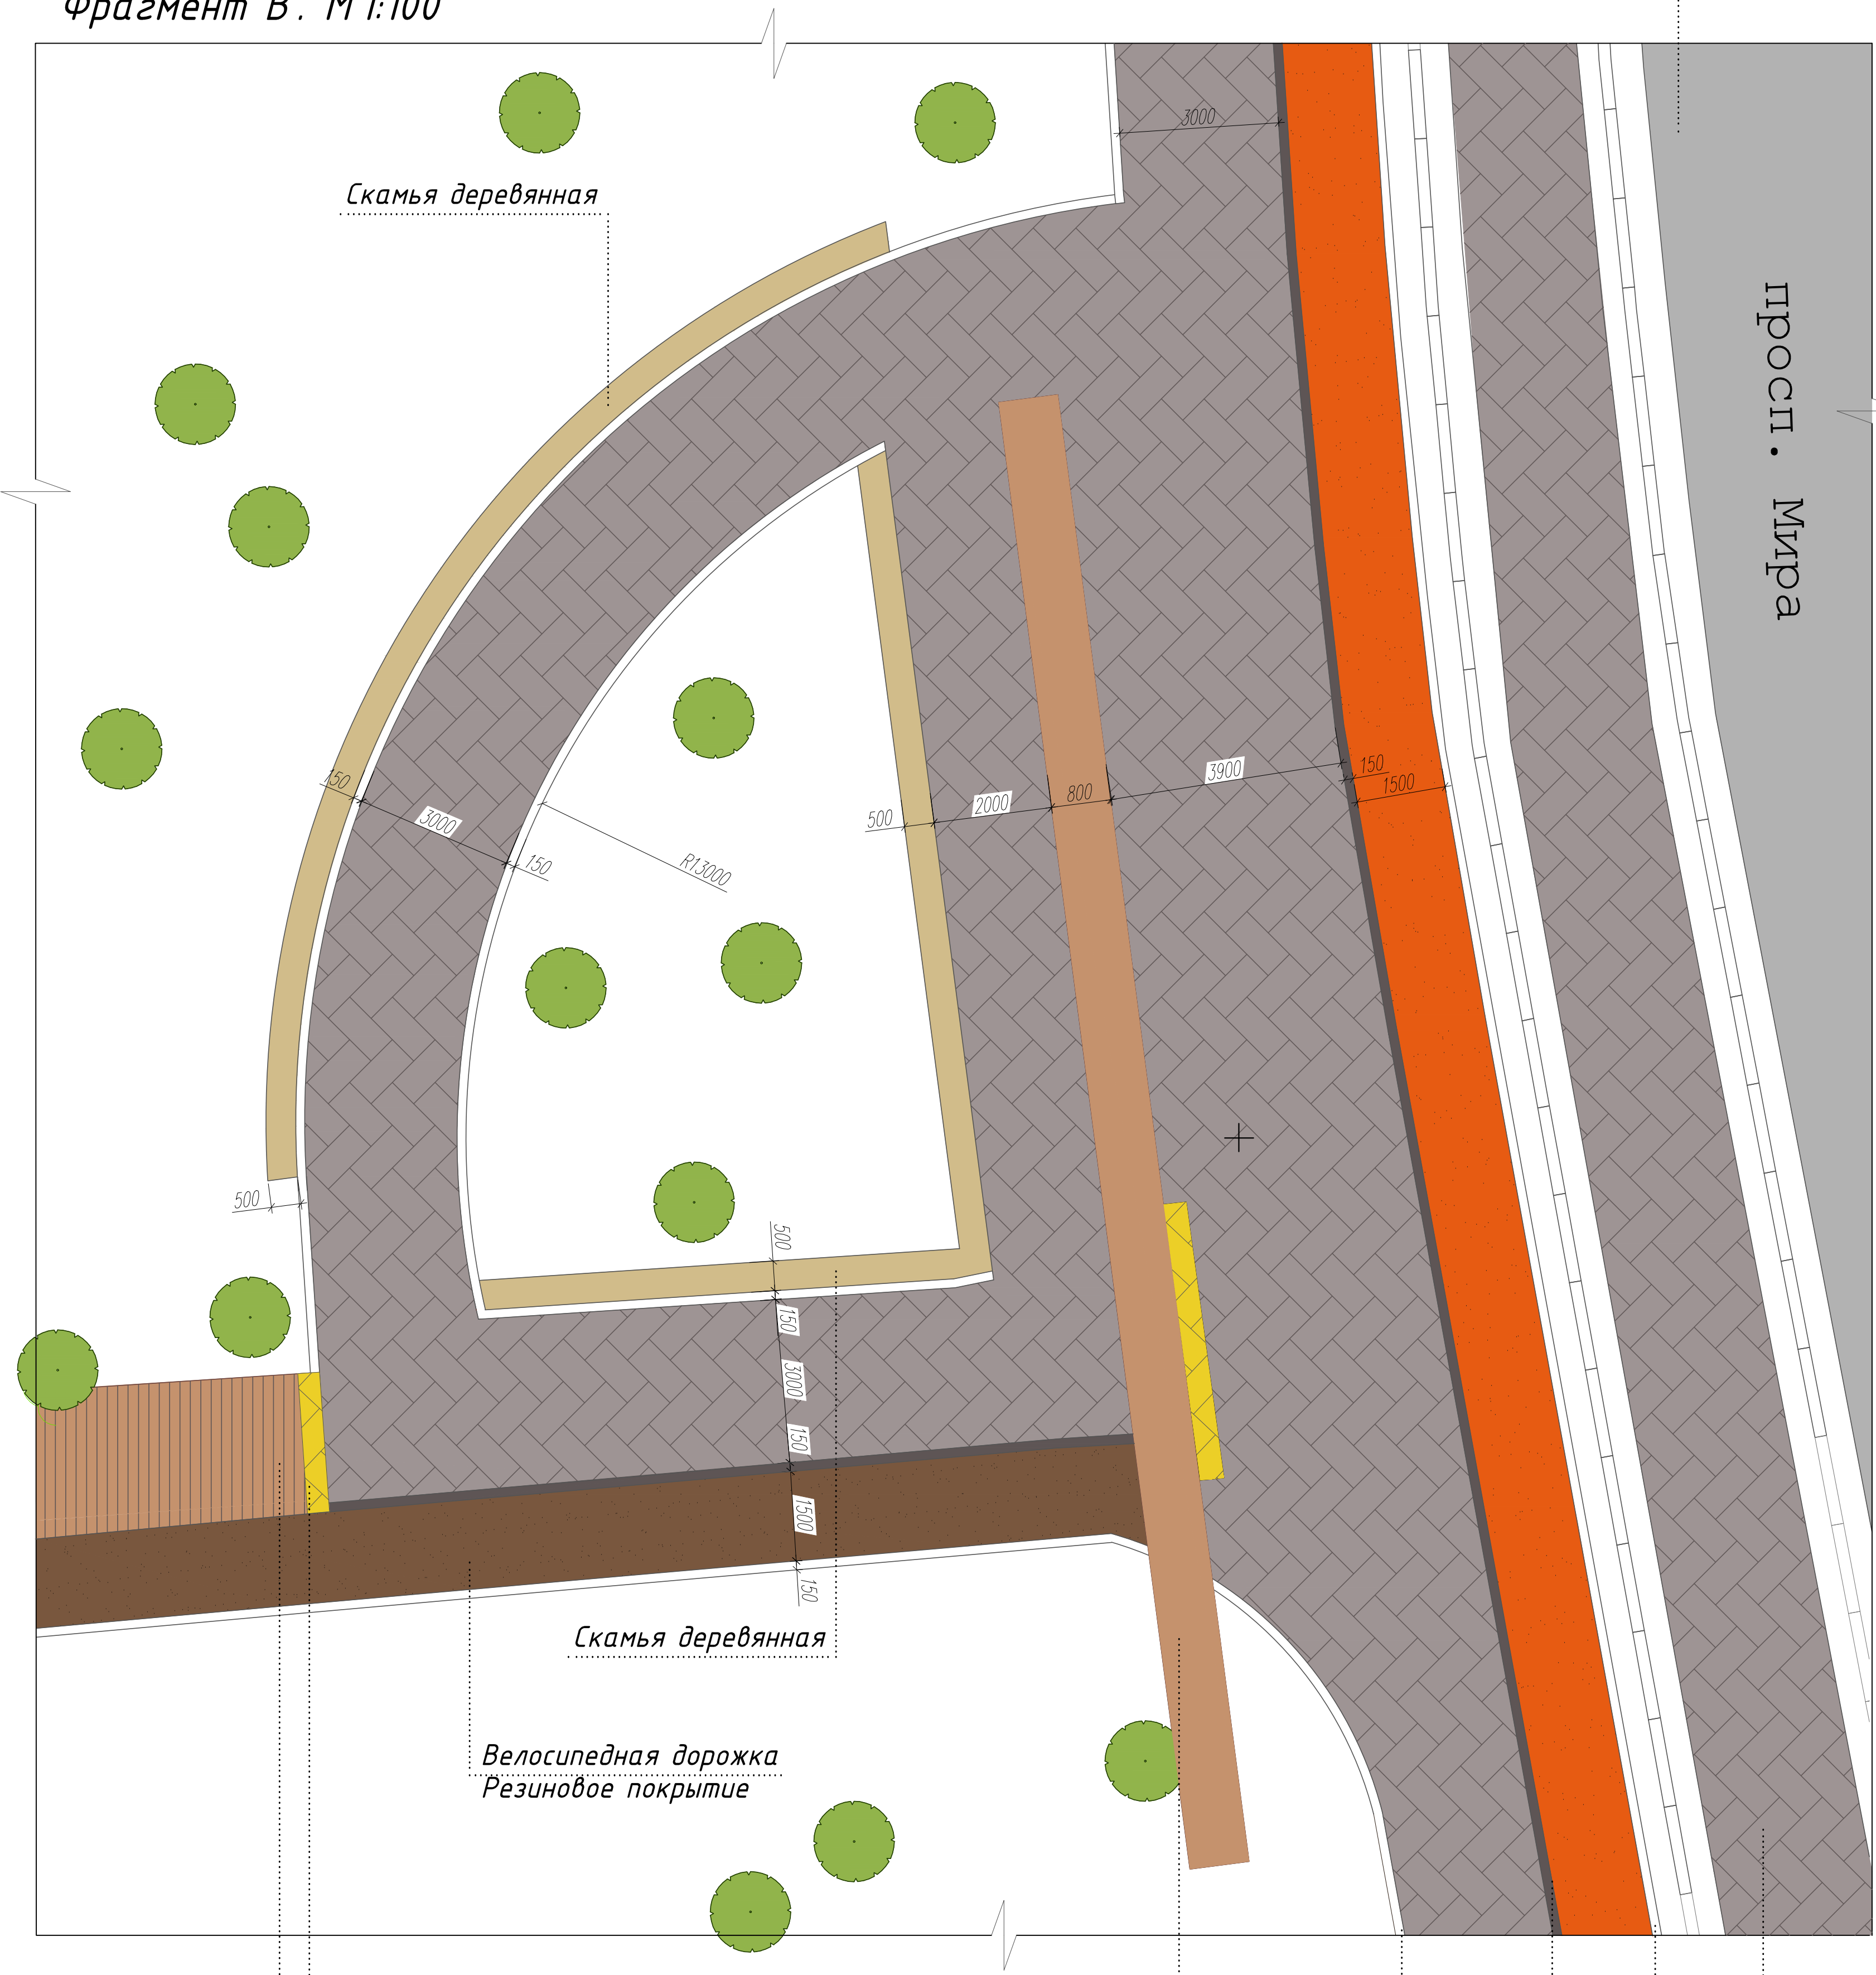 Фрагмент В. М 1:100
3000
Скамья деревянная
просп. Мира
150
3000
150
R13000
500
2000
800
3900
150
1500
500
500
150
3000
150
1500
150
Скамья деревянная
Велосипедная дорожка
Резиновое покрытие